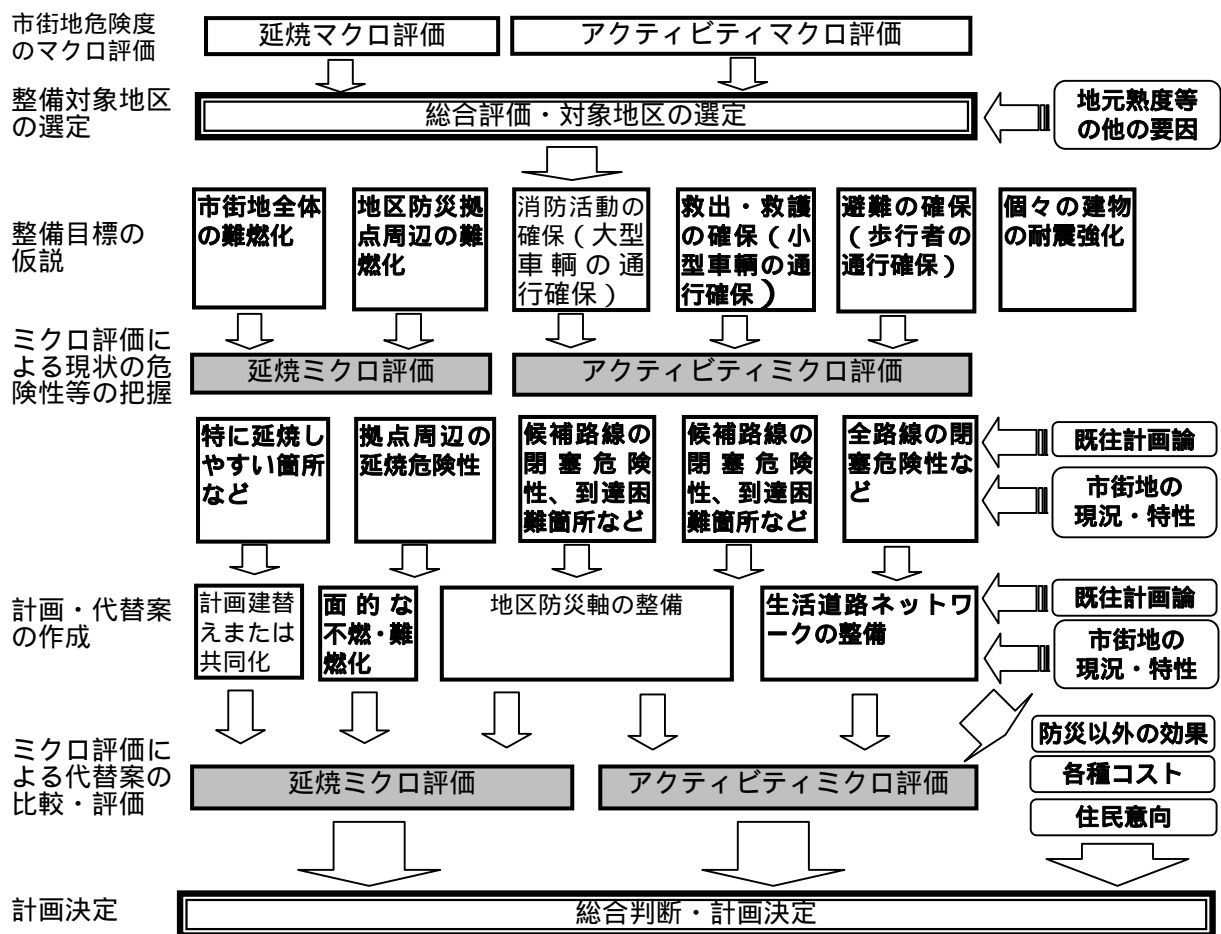 市街地危険度
のマクロ評価
延焼マクロ評価
アクティビティマクロ評価
整備対象地区
の選定
総合評価・対象地区の選定
地元熟度等
の他の要因
整備目標の
仮説
市街地全体
の難燃化
地区防災拠
点周辺の難
燃化
消防活動の
確保（大型
車輌の通
行確保）
救出・救護
の確保（小
型車輌の通
行確保）
避難の確保
（歩行者の
通行確保）
個々の建物
の耐震強化
ミクロ評価に
よる現状の危
険性等の把握
延焼ミクロ評価
アクティビティミクロ評価
特に延焼し
やすい箇所
など
拠点周辺の
延焼危険性
候補路線の
閉塞危険
性、到達困
難箇所など
候補路線の
閉塞危険
性、到達困
難箇所など
全路線の閉
塞危険性な
ど
既往計画論
市街地の
現況・特性
計画・代替案
の作成
計画建替
えまたは
共同化
面的な
不燃・難
燃化
地区防災軸の整備
生活道路ネットワ
ークの整備
既往計画論
市街地の
現況・特性
ミクロ評価に
よる代替案の
比較・評価
延焼ミクロ評価
アクティビティミクロ評価
防災以外の効果
各種コスト
住民意向
計画決定
総合判断・計画決定